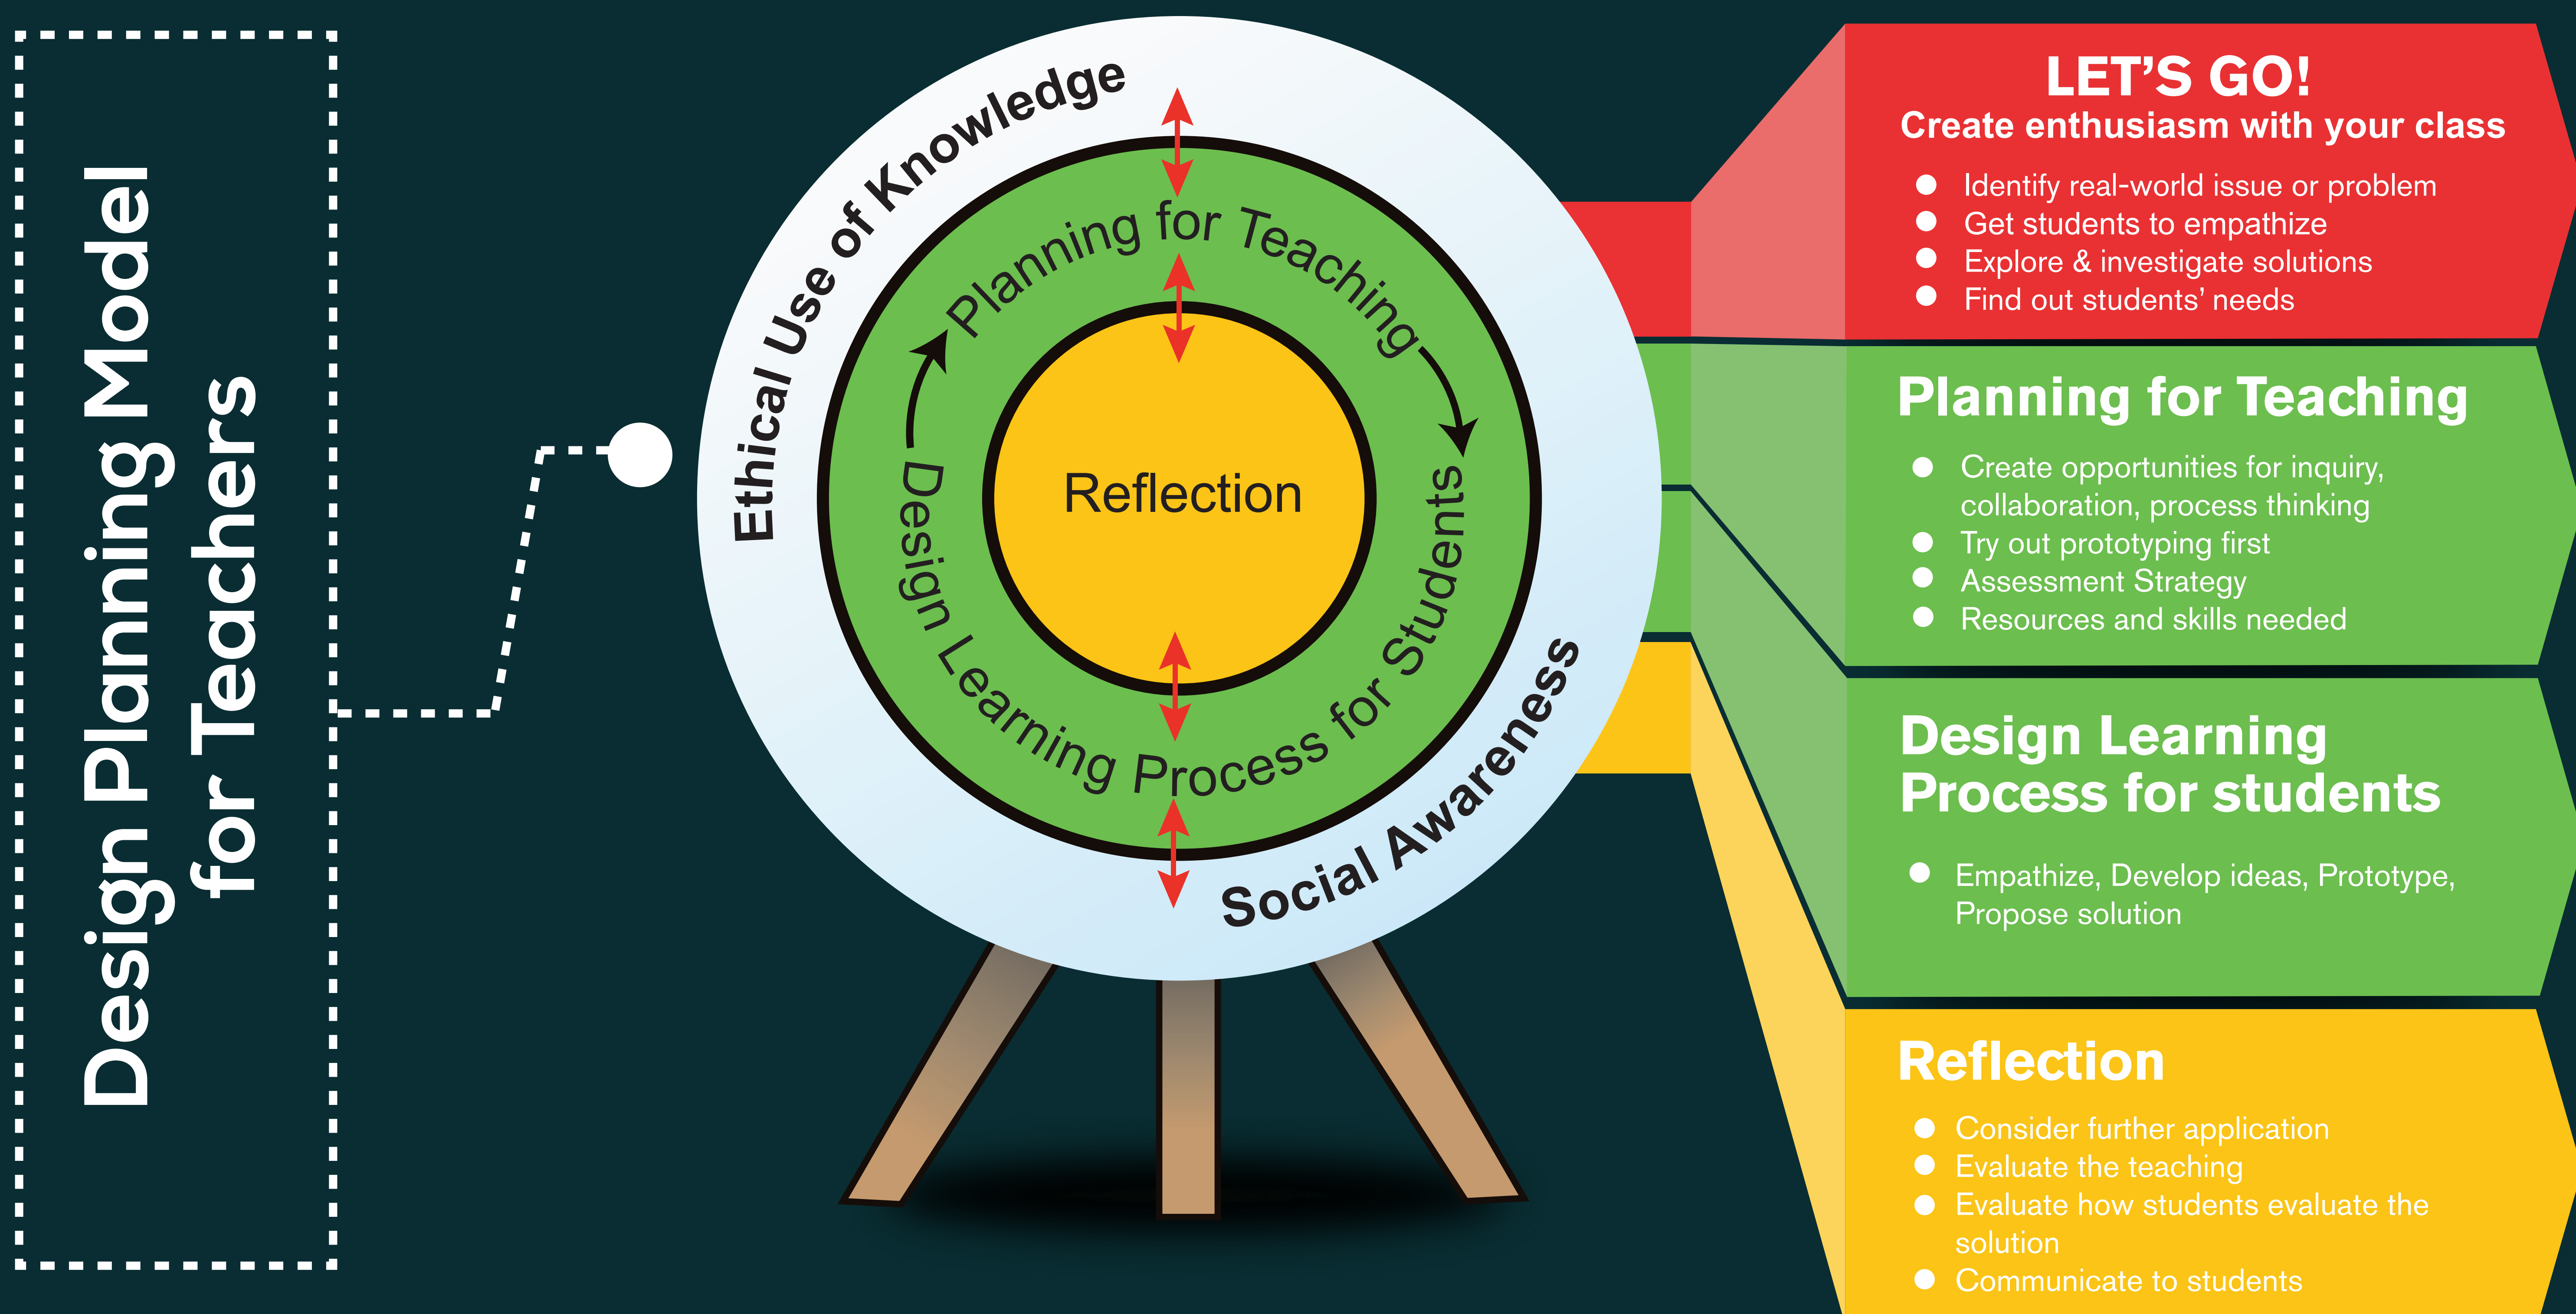 Design Planning Model
for Teachers
Ethical Use of Knowledge
Planning for Teaching
Reflection
Design Learning Process for Students
Social Awareness
LET’S GO!
Create enthusiasm with your class
Identify real-world issue or problem
Get students to empathize
Explore & investigate solutions
Find out students’ needs
Planning for Teaching
Create opportunities for inquiry,
collaboration, process thinking
Try out prototyping first
Assessment Strategy
Resources and skills needed
Design Learning
Process for students
Empathize, Develop ideas, Prototype,
Propose solution
Reflection
Consider further application
Evaluate the teaching
Evaluate how students evaluate the
solution
Communicate to students